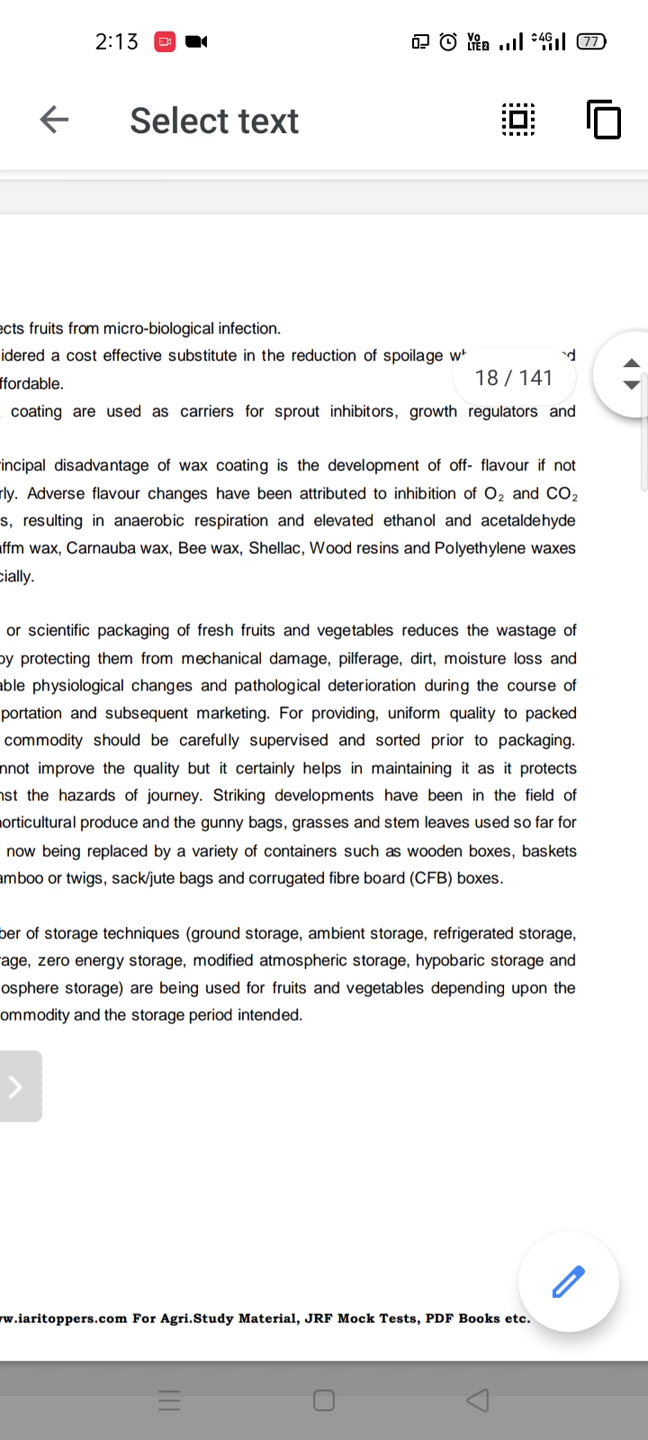 2:13 Vo LTE2 4G 77
Select text
ects fruits from micro-biological infection.
idered a cost effective substitute in the reduction of spoilage
ffordable.
18 / 141
coating are used as carriers for sprout inhibitors, growth regulators and
rincipal disadvantage of wax coating is the development of off- flavour if not
rly. Adverse flavour changes have been attributed to inhibition of O₂ and CO₂
s, resulting in anaerobic respiration and elevated ethanol and acetaldehyde
affm wax, Carnauba wax, Bee wax, Shellac, Wood resins and Polyethylene waxes
cially.
or scientific packaging of fresh fruits and vegetables reduces the wastage of
by protecting them from mechanical damage, pilferage, dirt, moisture loss and
able physiological changes and pathological deterioration during the course of
portation and subsequent marketing. For providing, uniform quality to packed
commodity should be carefully supervised and sorted prior to packaging.
nnot improve the quality but it certainly helps in maintaining it as it protects
nst the hazards of journey. Striking developments have been in the field of
horticultural produce and the gunny bags, grasses and stem leaves used so far for
now being replaced by a variety of containers such as wooden boxes, baskets
amboo or twigs, sack/jute bags and corrugated fibre board (CFB) boxes.
ber of storage techniques (ground storage, ambient storage, refrigerated storage,
rage, zero energy storage, modified atmospheric storage, hypobaric storage and
osphere storage) are being used for fruits and vegetables depending upon the
ommodity and the storage period intended.
w.iaritoppers.com For Agri.Study Material, JRF Mock Tests, PDF Books etc.